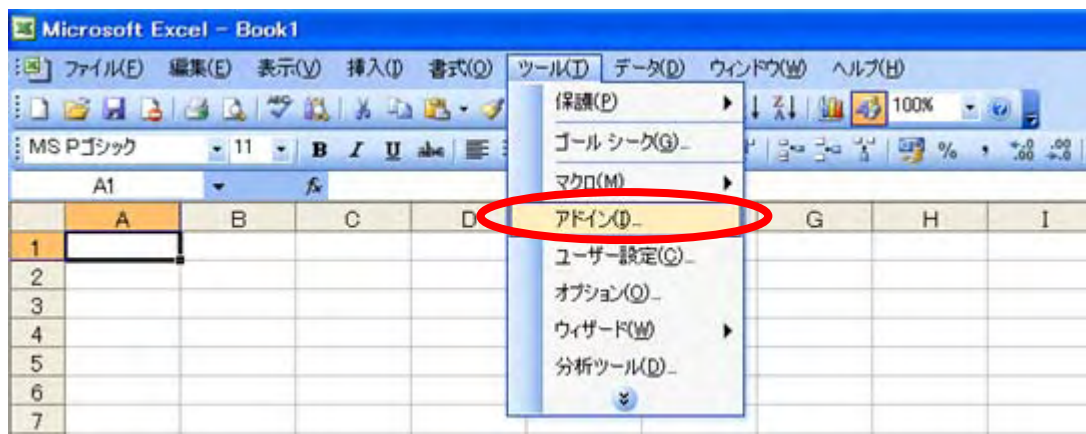 Microsoft Excel - Book1
ファイル(F) 編集(E) 表示(V) 挿入(I) 書式(O) ツール(T) データ(D) ウィンドウ(W) ヘルプ(H)
100%
MS Pゴシック 11 B I U abc % , .00 .00
A1 fx
A B C D G H I
1
2
3
4
5
6
7
保護(P)
ゴール シーク(G)...
マクロ(M)
アドイン(I)...
ユーザー設定(C)...
オプション(O)...
ウィザード(W)
分析ツール(D)...